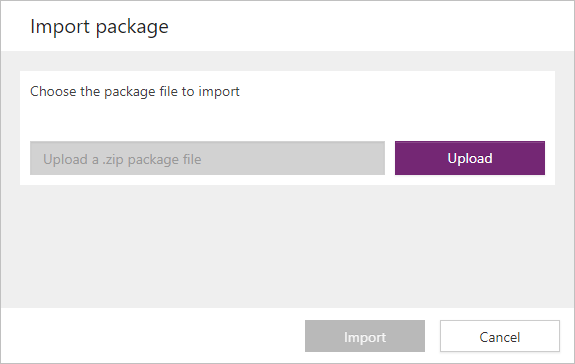 Import package
Choose the package file to import
Upload a .zip package file
Upload
Import
Cancel